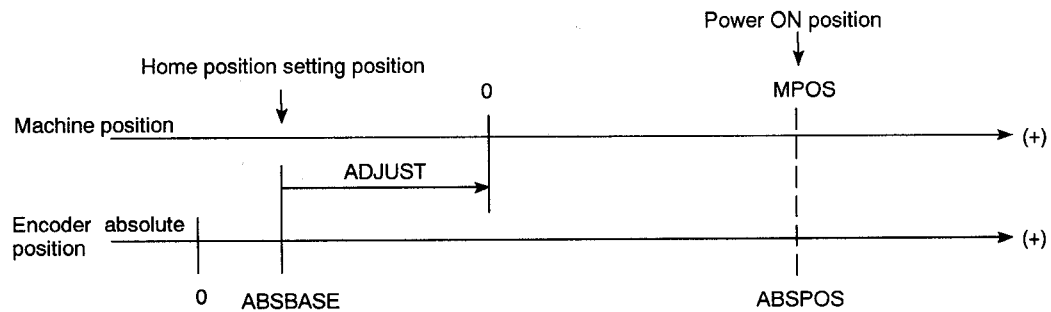 Power ON position
Home position setting position
0
MPOS
Machine position
(+)
ADJUST
Encoder absolute
position
(+)
0
ABSBASE
ABSPOS